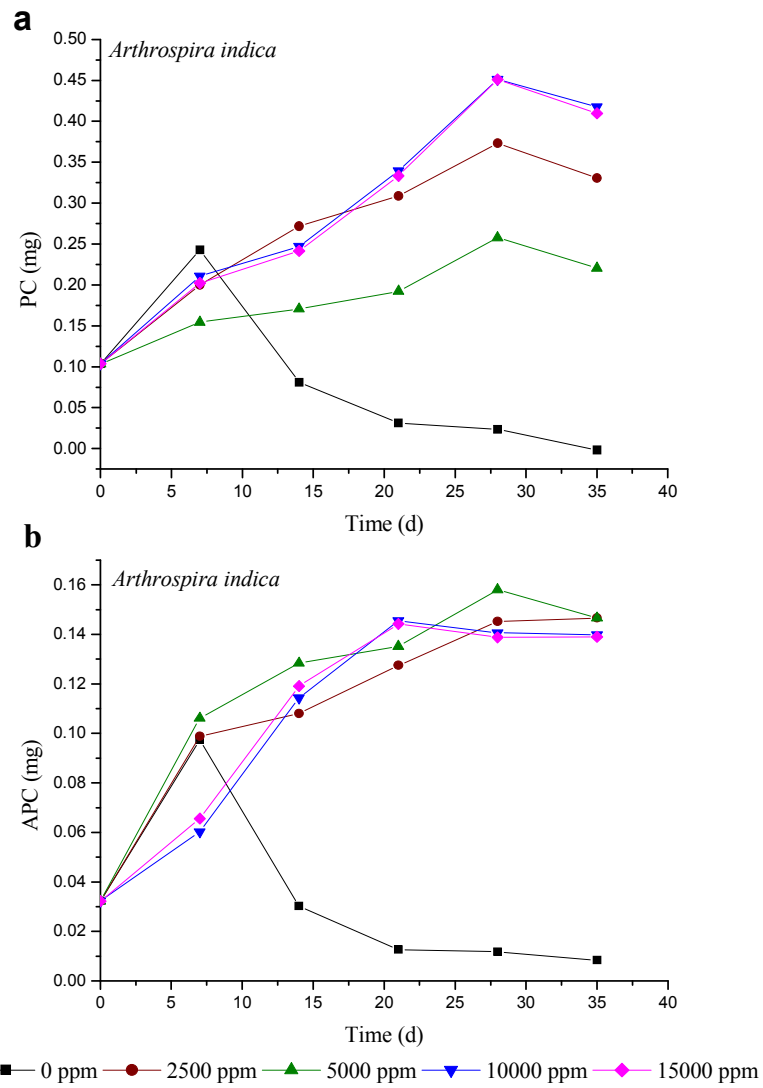 a
Arthrospira indica
0.50
0.45
0.40
0.35
0.30
0.25
0.20
0.15
0.10
0.05
0.00
PC (mg)
0 5 10 15 20 25 30 35 40
Time (d)
b
Arthrospira indica
0.16
0.14
0.12
0.10
0.08
0.06
0.04
0.02
0.00
APC (mg)
0 5 10 15 20 25 30 35 40
Time (d)
0 ppm 2500 ppm 5000 ppm 10000 ppm 15000 ppm